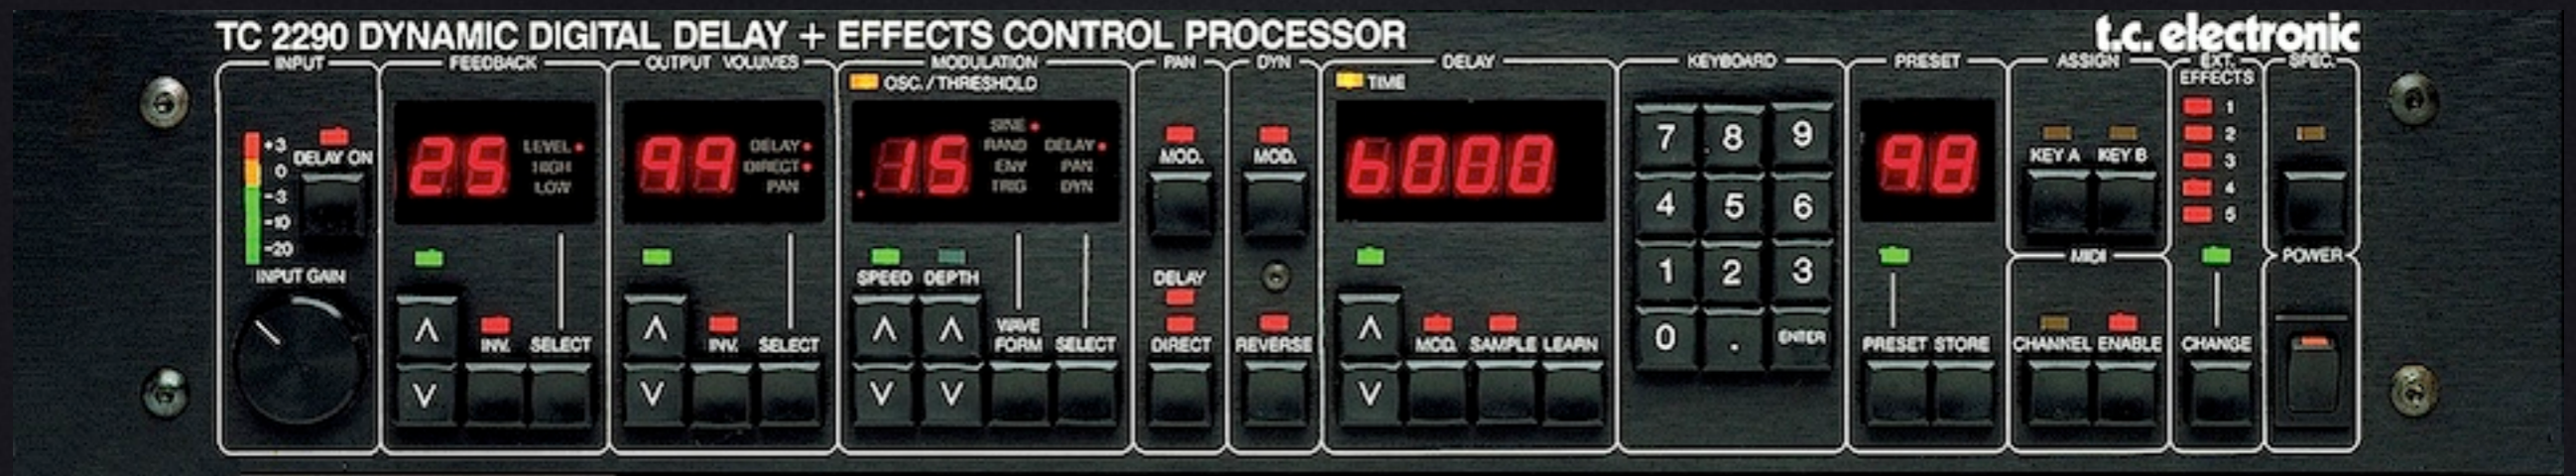 TC 2290 DYNAMIC DIGITAL DELAY + EFFECTS CONTROL PROCESSOR
t.c. electronic
INPUT
+3
0
-3
-10
-20
DELAY ON
INPUT GAIN
FEEDBACK
25
LEVEL
HIGH
LOW
INV.
SELECT
OUTPUT VOLUMES
99
DELAY
DIRECT
PAN
INV.
SELECT
MODULATION
OSC. / THRESHOLD
.15
SINE
RAND DELAY
ENV PAN
TRIG DYN
SPEED DEPTH
WAVE
FORM
SELECT
PAN
MOD.
DELAY
DIRECT
DYN
MOD.
REVERSE
DELAY
TIME
6000
MOD. SAMPLE LEARN
KEYBOARD
7 8 9
4 5 6
1 2 3
0 . ENTER
PRESET
98
PRESET STORE
ASSIGN
KEY A KEY B
MIDI
CHANNEL ENABLE
EXT.
EFFECTS
1
2
3
4
5
CHANGE
SPEC.
POWER